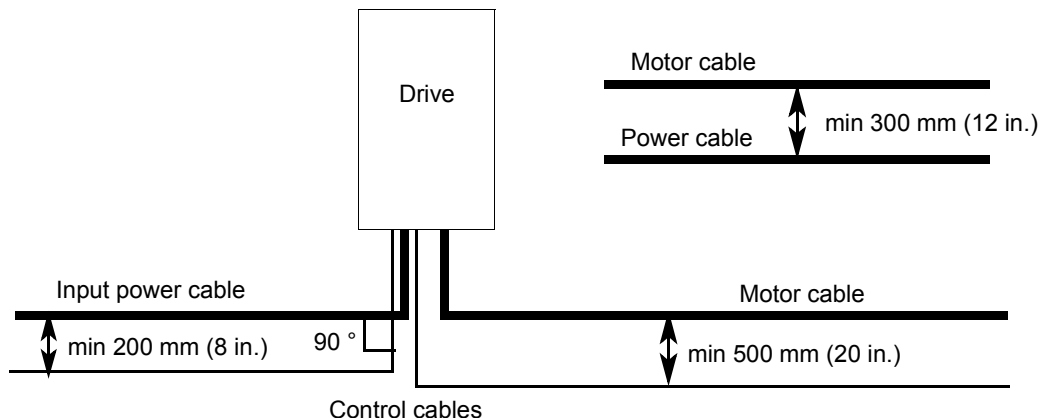 Drive
Motor cable
min 300 mm (12 in.)
Power cable
Input power cable
Motor cable
min 200 mm (8 in.)
90 °
min 500 mm (20 in.)
Control cables